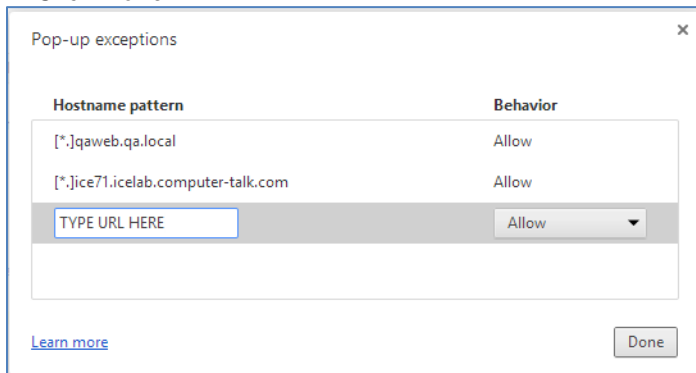 Pop-up exceptions
×
Hostname pattern Behavior
[*.]qaweb.qa.local Allow
[*.]ice71.icelab.computer-talk.com Allow
TYPE URL HERE Allow
Learn more Done